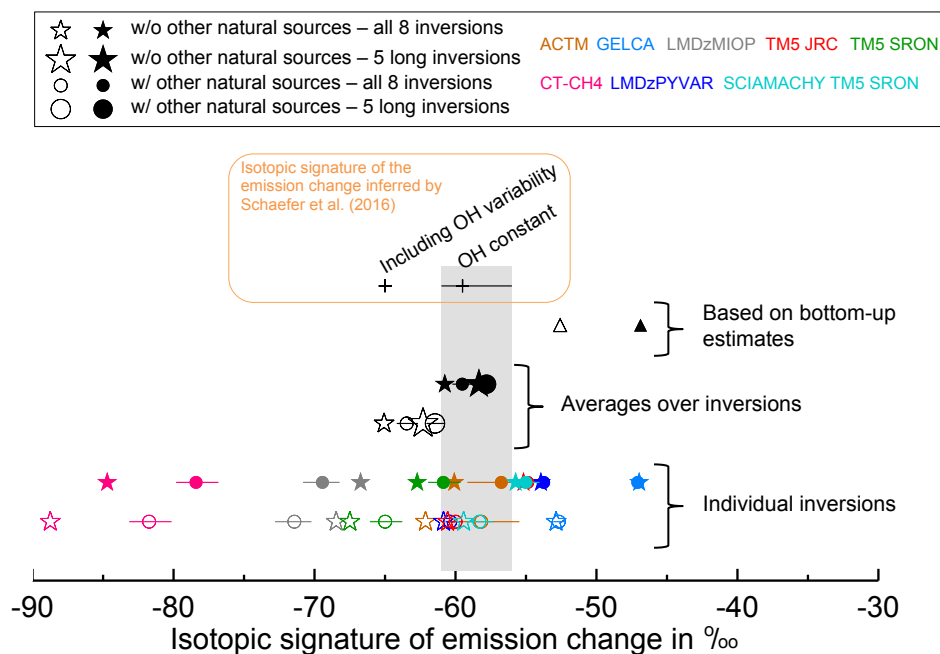 w/o other natural sources – all 8 inversions
w/o other natural sources – 5 long inversions
w/ other natural sources – all 8 inversions
w/ other natural sources – 5 long inversions
ACTM GELCA LMDzMIOP TM5 JRC TM5 SRON
CT-CH4 LMDzPYVAR SCIAMACHY TM5 SRON
Isotopic signature of the
emission change inferred by
Schaefer et al. (2016)
Including OH variability
OH constant
Based on bottom-up
estimates
Averages over inversions
Individual inversions
-90 -80 -70 -60 -50 -40 -30
Isotopic signature of emission change in ‰